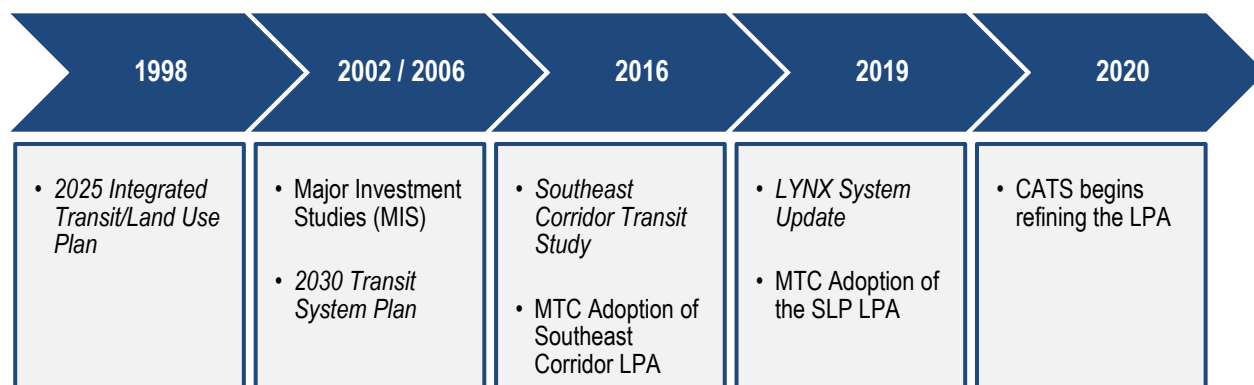 1998
2002 / 2006
2016
2019
2020
• 2025 Integrated
Transit/Land Use
Plan
• Major Investment
Studies (MIS)
• 2030 Transit
System Plan
• Southeast
Corridor Transit
Study
• MTC Adoption of
Southeast
Corridor LPA
• LYNX System
Update
• MTC Adoption of
the SLP LPA
• CATS begins
refining the LPA